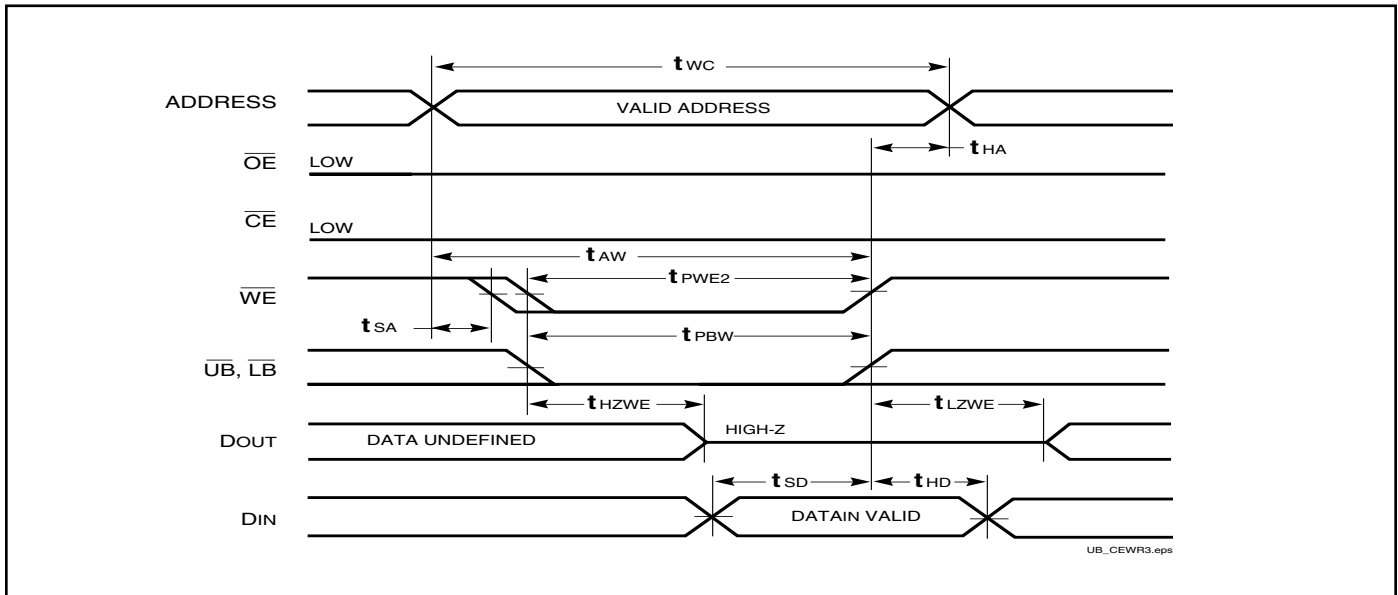 tWC
ADDRESS
VALID ADDRESS
tHA
OE LOW
CE LOW
tAW
tPWE2
WE
tSA
tPBW
UB, LB
tHZWE
tLZWE
DOUT
DATA UNDEFINED
HIGH-Z
tSD
tHD
DIN
DATAIN VALID
UB_CEWR3.eps